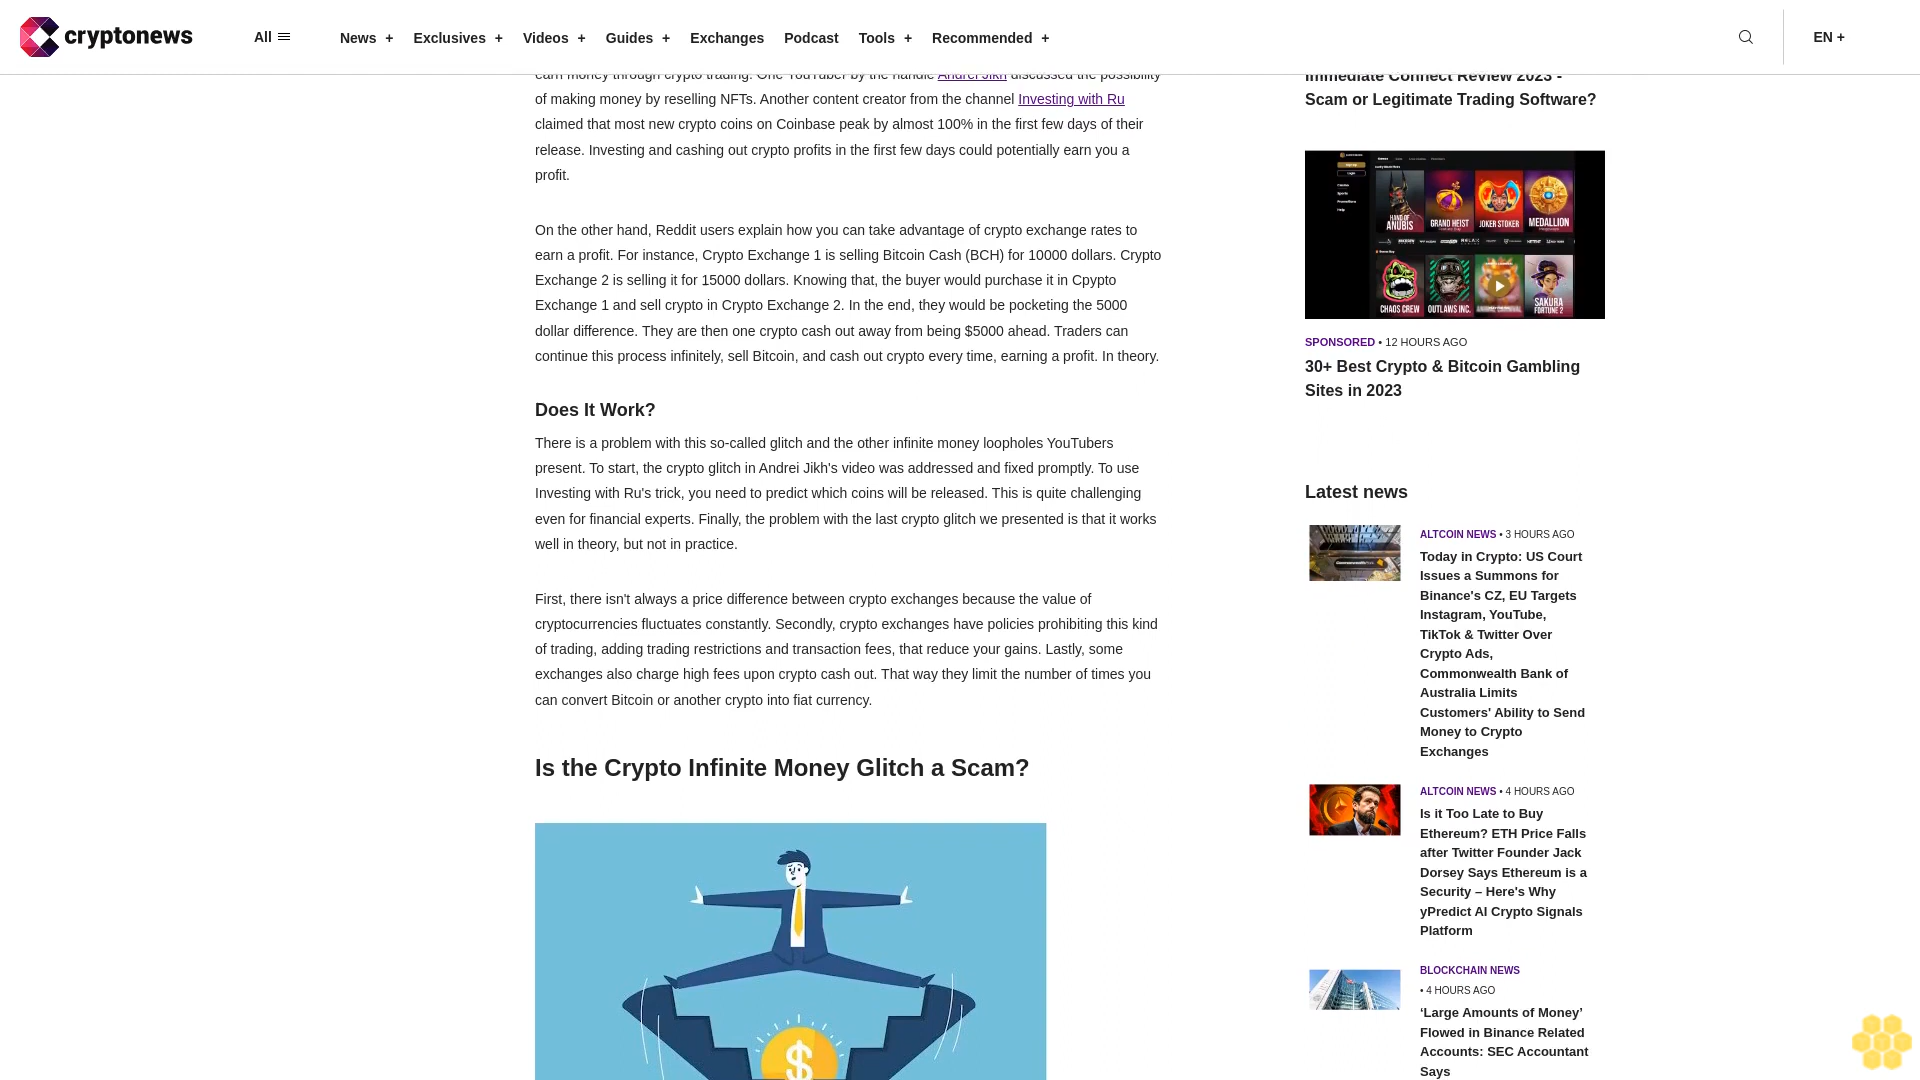 cryptonews
All
News +
Exclusives +
Videos +
Guides +
Exchanges
Podcast
Tools +
Recommended +
EN +
earn money through crypto trading. One YouTuber by the handle Andrei Jikh discussed the possibility
of making money by reselling NFTs. Another content creator from the channel Investing with Ru
claimed that most new crypto coins on Coinbase peak by almost 100% in the first few days of their
release. Investing and cashing out crypto profits in the first few days could potentially earn you a
profit.
On the other hand, Reddit users explain how you can take advantage of crypto exchange rates to
earn a profit. For instance, Crypto Exchange 1 is selling Bitcoin Cash (BCH) for 10000 dollars. Crypto
Exchange 2 is selling it for 15000 dollars. Knowing that, the buyer would purchase it in Cpypto
Exchange 1 and sell crypto in Crypto Exchange 2. In the end, they would be pocketing the 5000
dollar difference. They are then one crypto cash out away from being $5000 ahead. Traders can
continue this process infinitely, sell Bitcoin, and cash out crypto every time, earning a profit. In theory.
Does It Work?
There is a problem with this so-called glitch and the other infinite money loopholes YouTubers
present. To start, the crypto glitch in Andrei Jikh's video was addressed and fixed promptly. To use
Investing with Ru's trick, you need to predict which coins will be released. This is quite challenging
even for financial experts. Finally, the problem with the last crypto glitch we presented is that it works
well in theory, but not in practice.
First, there isn't always a price difference between crypto exchanges because the value of
cryptocurrencies fluctuates constantly. Secondly, crypto exchanges have policies prohibiting this kind
of trading, adding trading restrictions and transaction fees, that reduce your gains. Lastly, some
exchanges also charge high fees upon crypto cash out. That way they limit the number of times you
can convert Bitcoin or another crypto into fiat currency.
Is the Crypto Infinite Money Glitch a Scam?
$
Immediate Connect Review 2023 -
Scam or Legitimate Trading Software?
HAND OF
ANUBIS
GRAND HEIST
JOKER STOKER
MEDALLION
CHAOS CREW
OUTLAWS INC.
SAKURA
FORTUNE 2
SPONSORED • 12 HOURS AGO
30+ Best Crypto & Bitcoin Gambling
Sites in 2023
Latest news
ALTCOIN NEWS • 3 HOURS AGO
Today in Crypto: US Court
Issues a Summons for
Binance's CZ, EU Targets
Instagram, YouTube,
TikTok & Twitter Over
Crypto Ads,
Commonwealth Bank of
Australia Limits
Customers' Ability to Send
Money to Crypto
Exchanges
ALTCOIN NEWS • 4 HOURS AGO
Is it Too Late to Buy
Ethereum? ETH Price Falls
after Twitter Founder Jack
Dorsey Says Ethereum is a
Security – Here's Why
yPredict AI Crypto Signals
Platform
BLOCKCHAIN NEWS
• 4 HOURS AGO
‘Large Amounts of Money’
Flowed in Binance Related
Accounts: SEC Accountant
Says